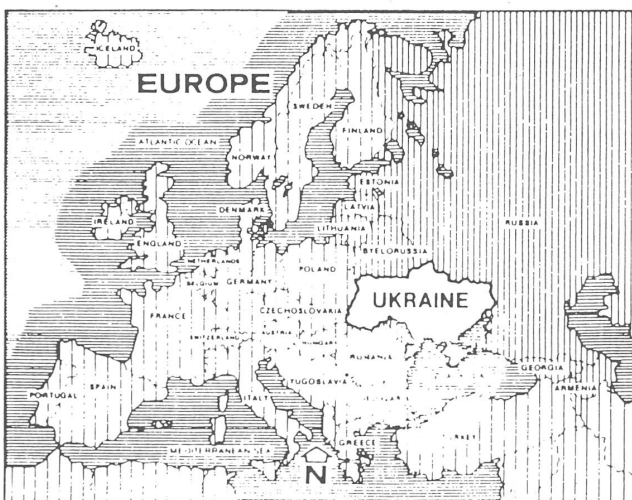 ICELAND
EUROPE
SWEDEN
FINLAND
ATLANTIC OCEAN
NORWAY
ESTONIA
LATVIA
DENMARK
IRELAND
RUSSIA
LITHUANIA
ENGLAND
BYELORUSSIA
NETHERLANDS
POLAND
BELGIUM
GERMANY
UKRAINE
CZECHOSLOVAKIA
FRANCE
AUSTRIA
SWITZERLAND
HUNGARY
RUMANIA
GEORGIA
YUGOSLAVIA
SPAIN
ARMENIA
PORTUGAL
ITALY
GREECE
MEDITERRANEAN SEA
N